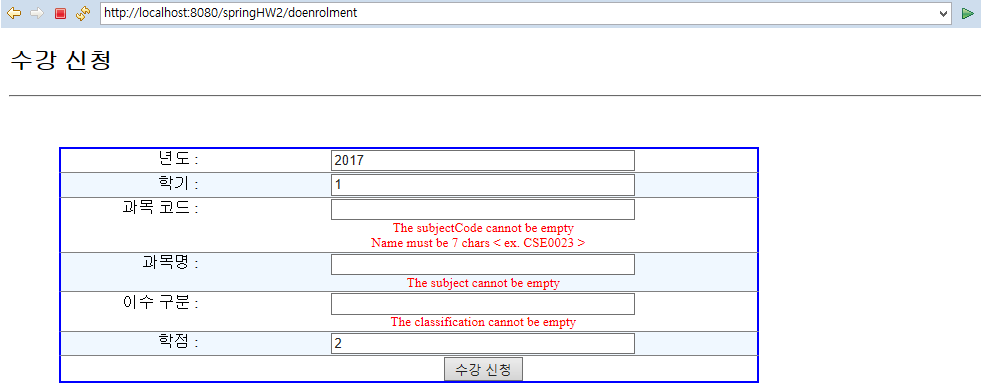 http://localhost:8080/springHW2/doenrolment
수강 신청
년도 : 2017
학기 : 1
과목 코드 :
The subjectCode cannot be empty
Name must be 7 chars < ex. CSE0023 >
과목명 :
The subject cannot be empty
이수 구분 :
The classification cannot be empty
학점 : 2
수강 신청